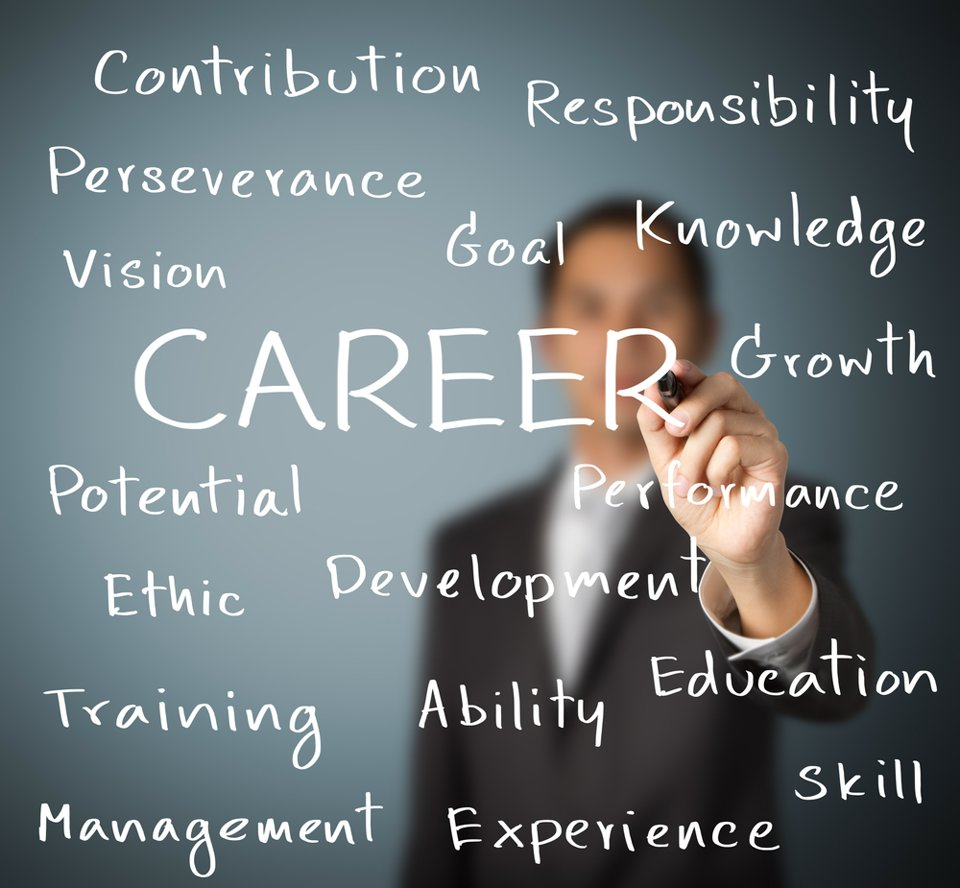 Contribution
Responsibility
Perseverance
Goal
Knowledge
Vision
CAREER
Growth
Potential
Performance
Ethic
Development
Education
Training
Ability
Skill
Management
Experience